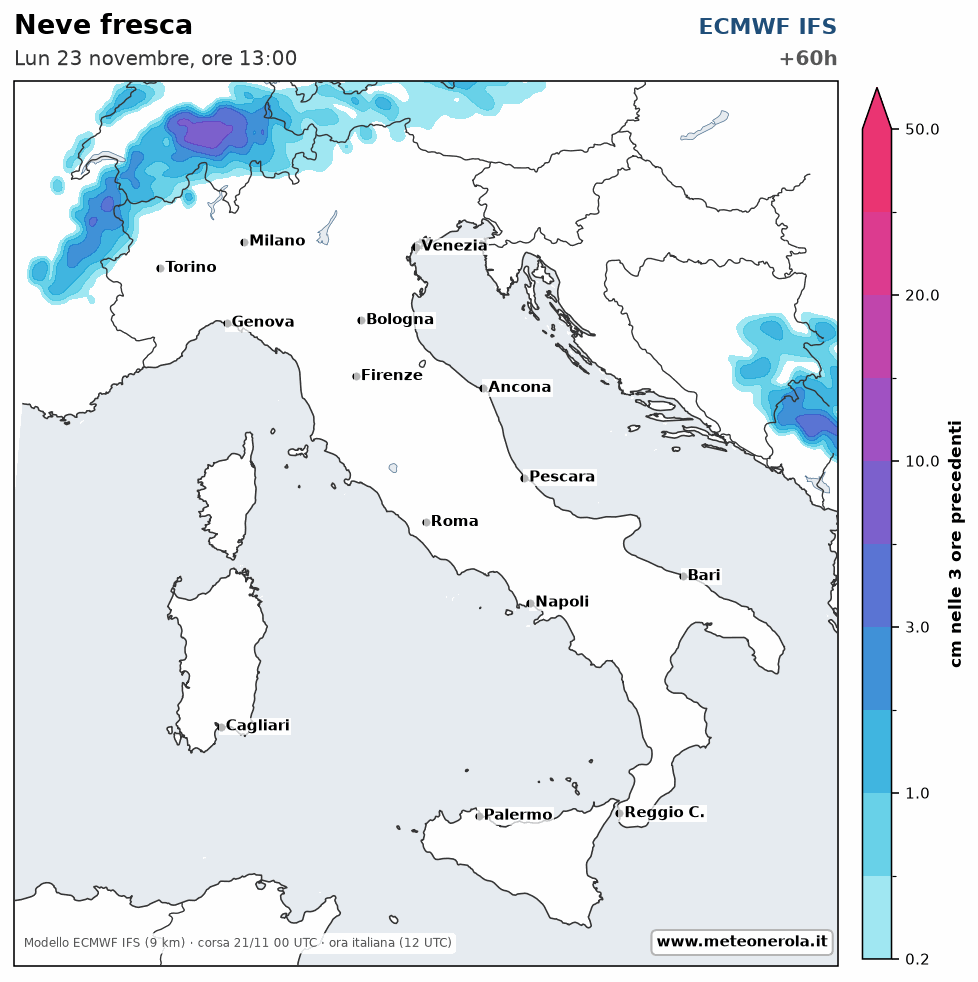 Neve fresca
ECMWF IFS
Lun 23 novembre, ore 13:00
+60h
50.0
20.0
10.0
3.0
1.0
0.2
cm nelle 3 ore precedenti
Milano
Venezia
Torino
Genova
Bologna
Firenze
Ancona
Pescara
Roma
Bari
Napoli
Cagliari
Palermo
Reggio C.
Modello ECMWF IFS (9 km) · corsa 21/11 00 UTC · ora italiana (12 UTC)
www.meteonerola.it